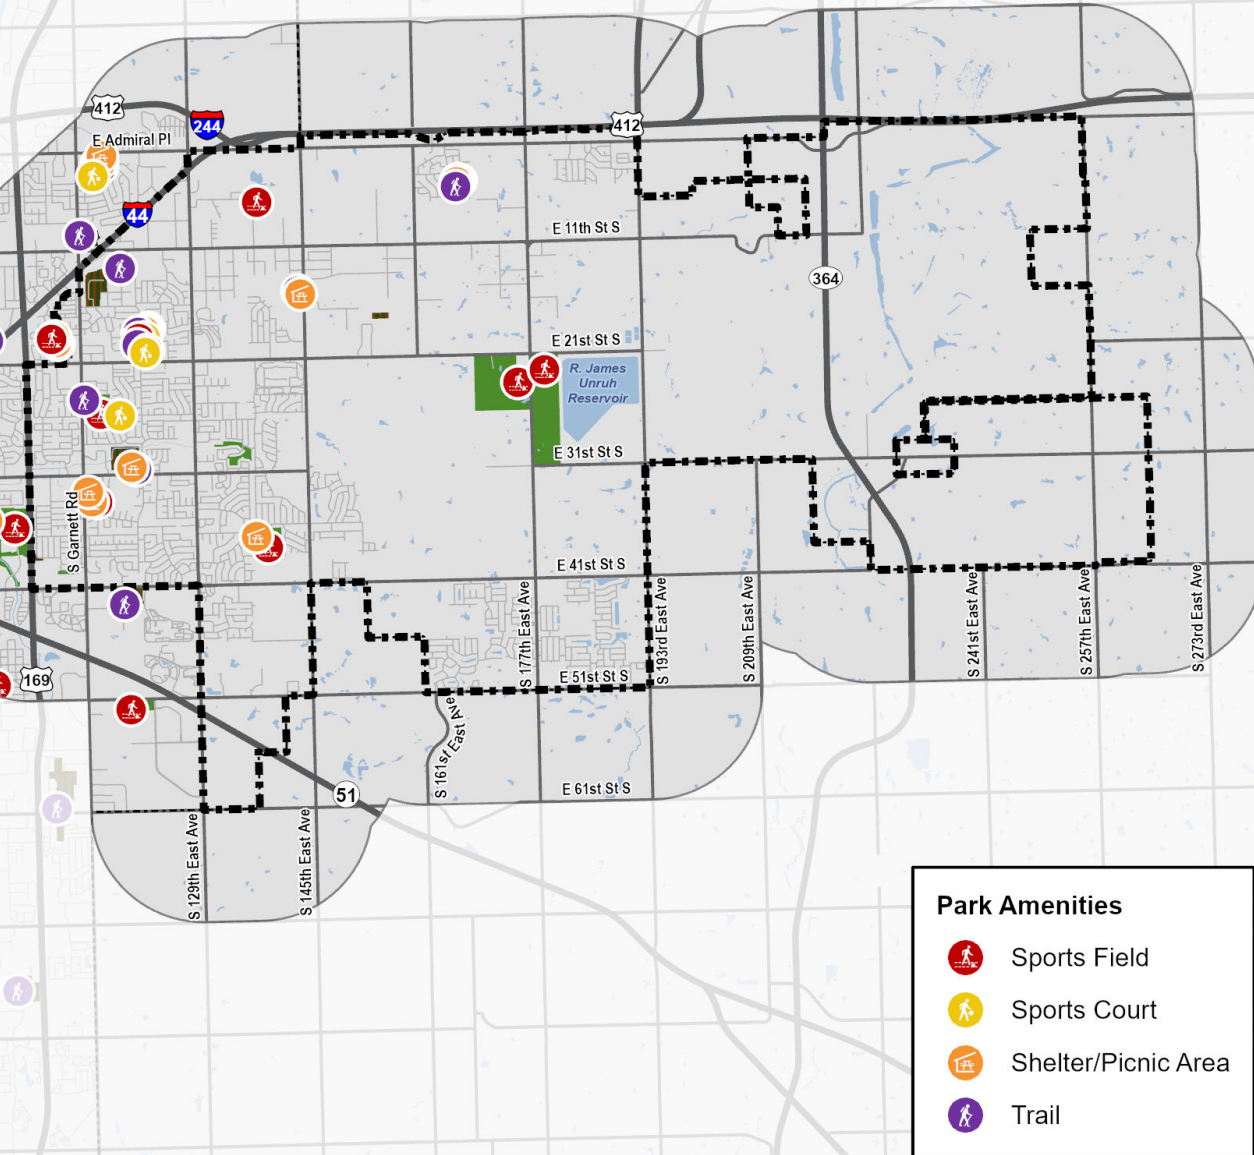 412
E Admiral Pl
244
412
44
E 11th St S
364
E 21st St S
R. James
Unruh
Reservoir
E 31st St S
S Garnett Rd
E 41st St S
S 177th East Ave
S 193rd East Ave
S 209th East Ave
S 241st East Ave
S 257th East Ave
S 273rd East Ave
169
E 51st St S
S 161st East Ave
E 61st St S
51
S 129th East Ave
S 145th East Ave
Park Amenities
Sports Field
Sports Court
Shelter/Picnic Area
Trail